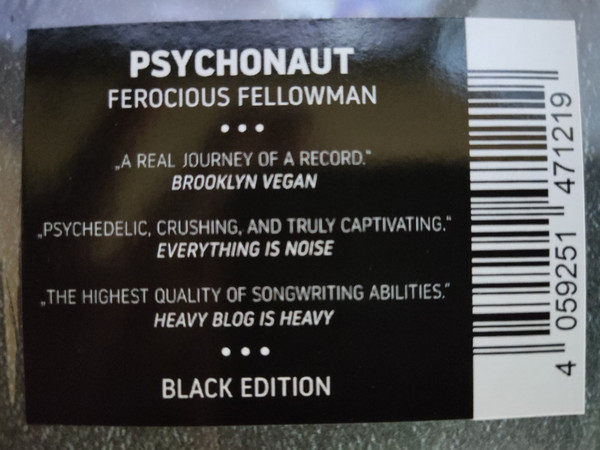 PSYCHONAUT
FEROCIOUS FELLOWMAN
„A REAL JOURNEY OF A RECORD.“
BROOKLYN VEGAN
„PSYCHEDELIC, CRUSHING, AND TRULY CAPTIVATING.“
EVERYTHING IS NOISE
„THE HIGHEST QUALITY OF SONGWRITING ABILITIES.“
HEAVY BLOG IS HEAVY
BLACK EDITION
4 059251 471219